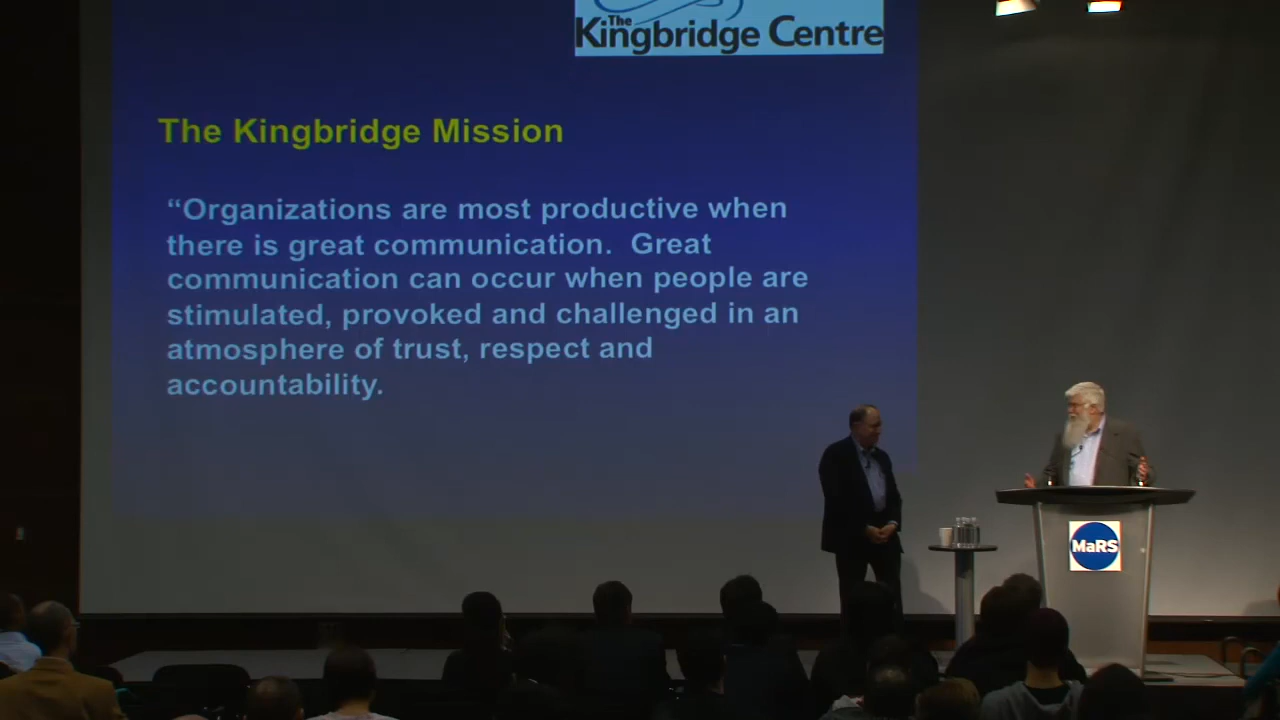 The
Kingbridge Centre
The Kingbridge Mission
“Organizations are most productive when
there is great communication.  Great
communication can occur when people are
stimulated, provoked and challenged in an
atmosphere of trust, respect and
accountability.
MaRS